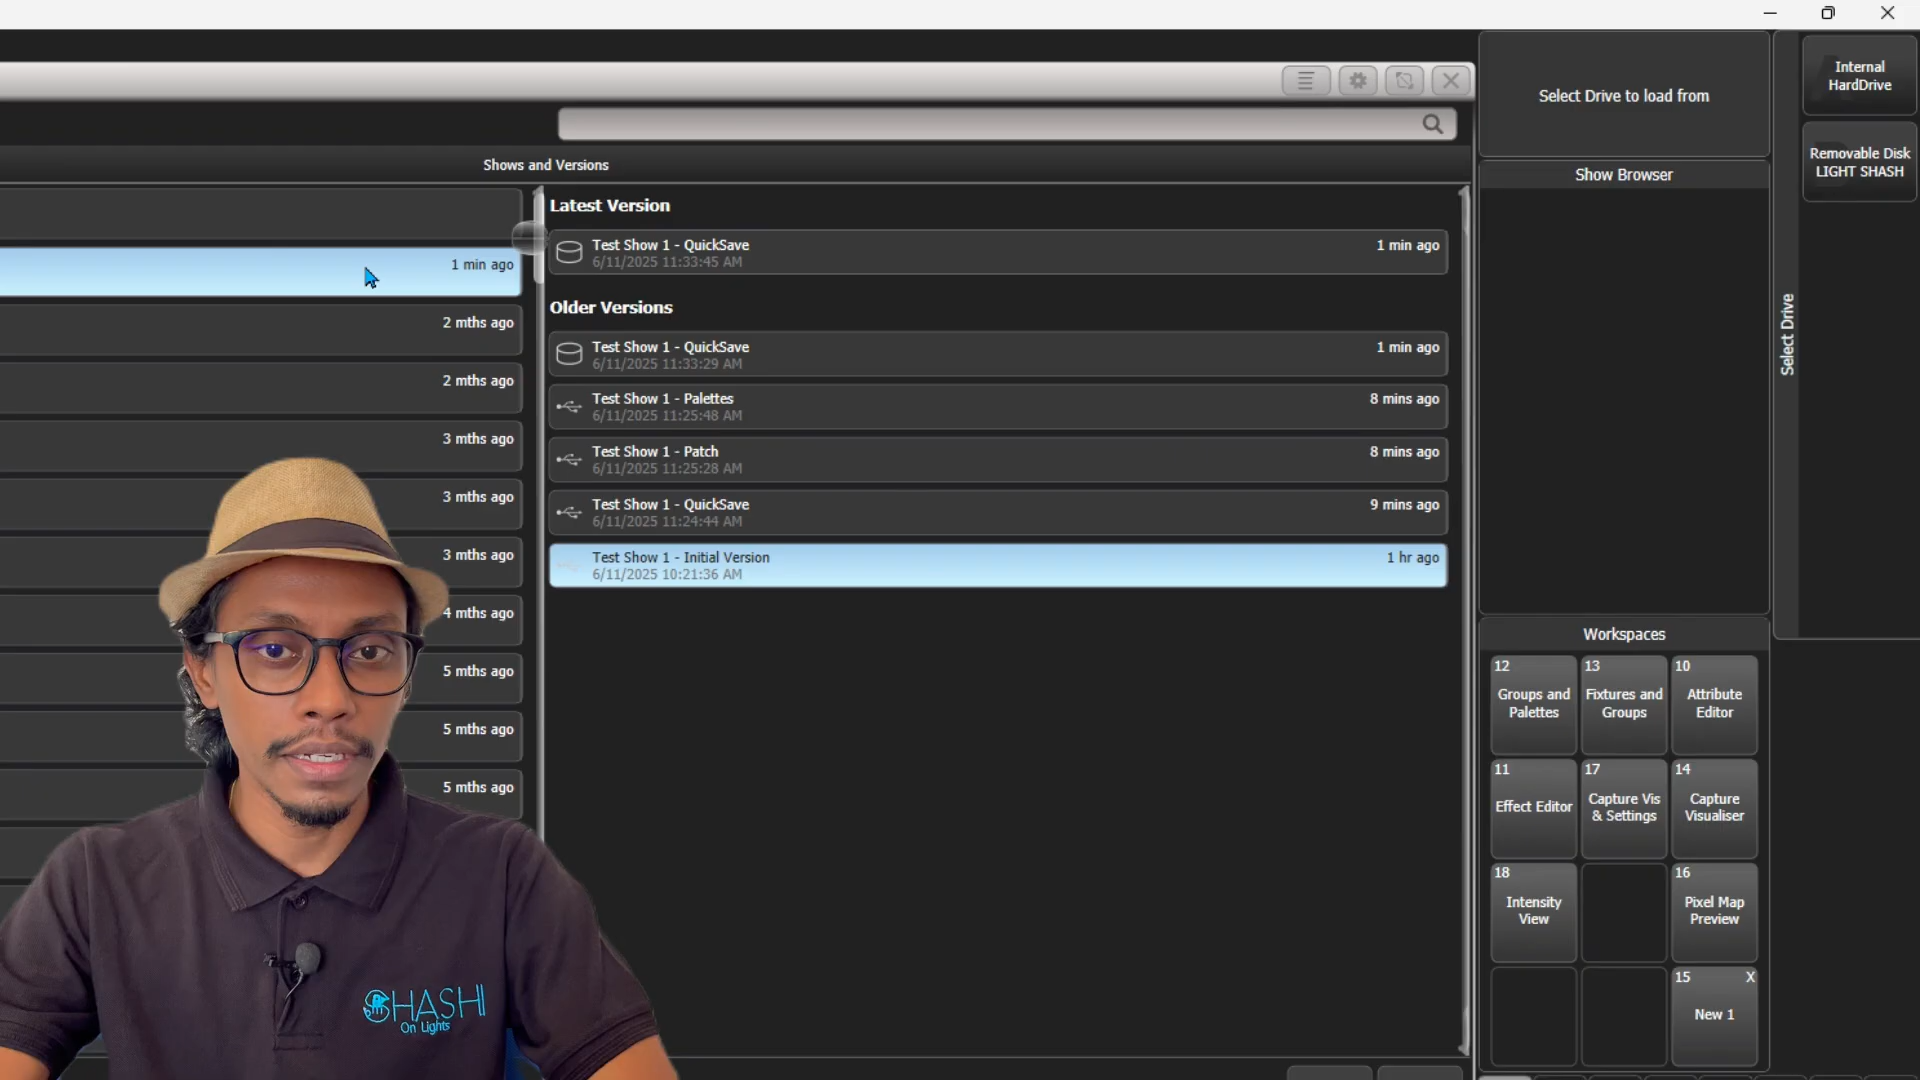 Shows and Versions
1 min ago
2 mths ago
2 mths ago
3 mths ago
3 mths ago
3 mths ago
4 mths ago
5 mths ago
5 mths ago
5 mths ago
Latest Version
Test Show 1 - QuickSave
1 min ago
6/11/2025 11:33:45 AM
Older Versions
Test Show 1 - QuickSave
1 min ago
6/11/2025 11:33:29 AM
Test Show 1 - Palettes
8 mins ago
6/11/2025 11:25:48 AM
Test Show 1 - Patch
8 mins ago
6/11/2025 11:25:28 AM
Test Show 1 - QuickSave
9 mins ago
6/11/2025 11:24:44 AM
Test Show 1 - Initial Version
1 hr ago
6/11/2025 10:21:36 AM
Select Drive to load from
Show Browser
Internal
HardDrive
Removable Disk
LIGHT SHASH
Select Drive
Workspaces
12
Groups and
Palettes
13
Fixtures and
Groups
10
Attribute
Editor
11
Effect Editor
17
Capture Vis
& Settings
14
Capture
Visualiser
18
Intensity
View
16
Pixel Map
Preview
15 X
New 1
SHASHI
On Lights